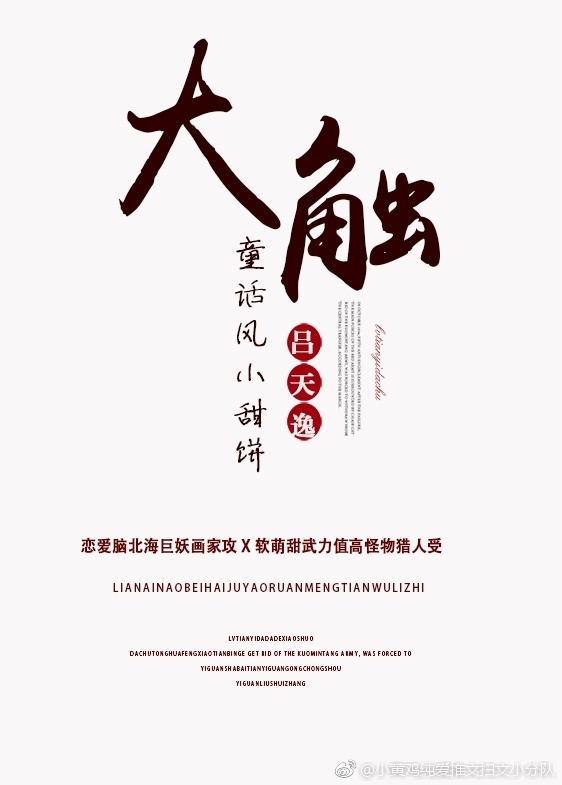 大触
童话风小甜饼
吕天逸
lvtianyidachu
恋爱脑北海巨妖画家攻 X 软萌甜武力值高怪物猎人受
LIANAINAOBEIHAIJUYAORUANMENGTIANWULIZHI
LVTIANYIDADADEXIAOSHUO
DACHUTONGHUAFENGXIAOTIANBINGE GET RID OF THE KUOMINTANG ARMY, WAS FORCED TO
YIGUANSHABAITIANYIGUANGONGCHONGSHOU
YIGUANLIUSHUIZHANG
@小黄鸡纯爱推文扫文小分队